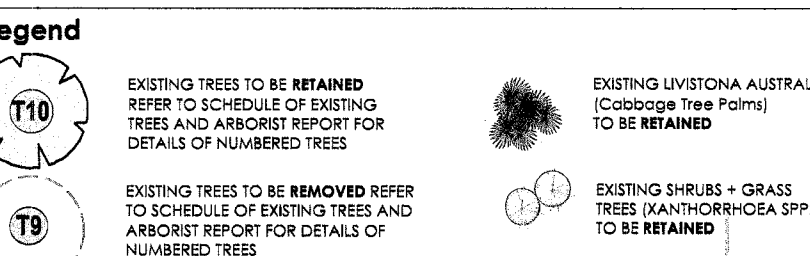 egend
T10
EXISTING TREES TO BE RETAINED
REFER TO SCHEDULE OF EXISTING
TREES AND ARBORIST REPORT FOR
DETAILS OF NUMBERED TREES
EXISTING LIVISTONA AUSTRAL
(Cabbage Tree Palms)
TO BE RETAINED
T9
EXISTING TREES TO BE REMOVED REFER
TO SCHEDULE OF EXISTING TREES AND
ARBORIST REPORT FOR DETAILS OF
NUMBERED TREES
EXISTING SHRUBS + GRASS
TREES (XANTHORRHOEA SPP
TO BE RETAINED